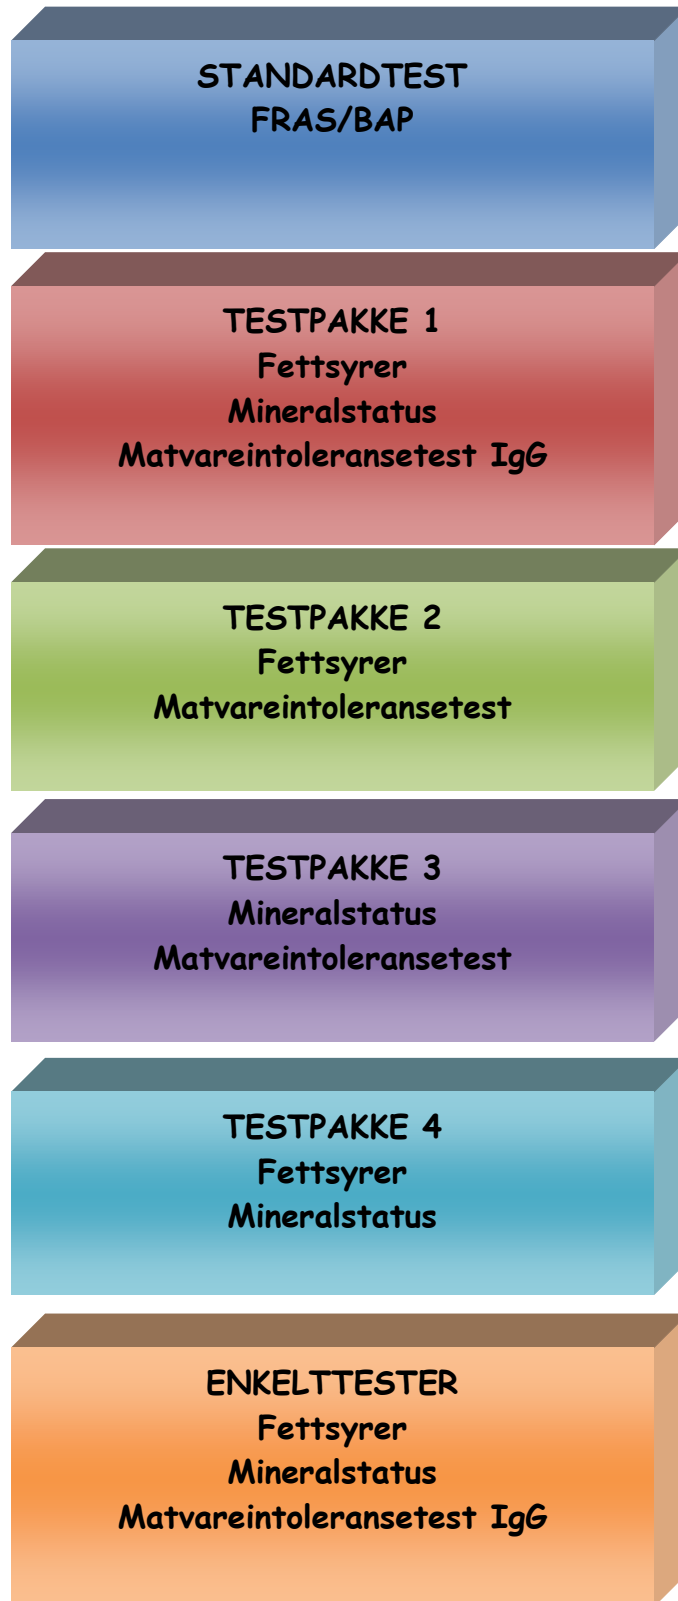 STANDARDTEST
FRAS/BAP
TESTPAKKE 1
Fettsyrer
Mineralstatus
Matvareintoleransetest IgG
TESTPAKKE 2
Fettsyrer
Matvareintoleransetest
TESTPAKKE 3
Mineralstatus
Matvareintoleransetest
TESTPAKKE 4
Fettsyrer
Mineralstatus
ENKELTTESTER
Fettsyrer
Mineralstatus
Matvareintoleransetest IgG